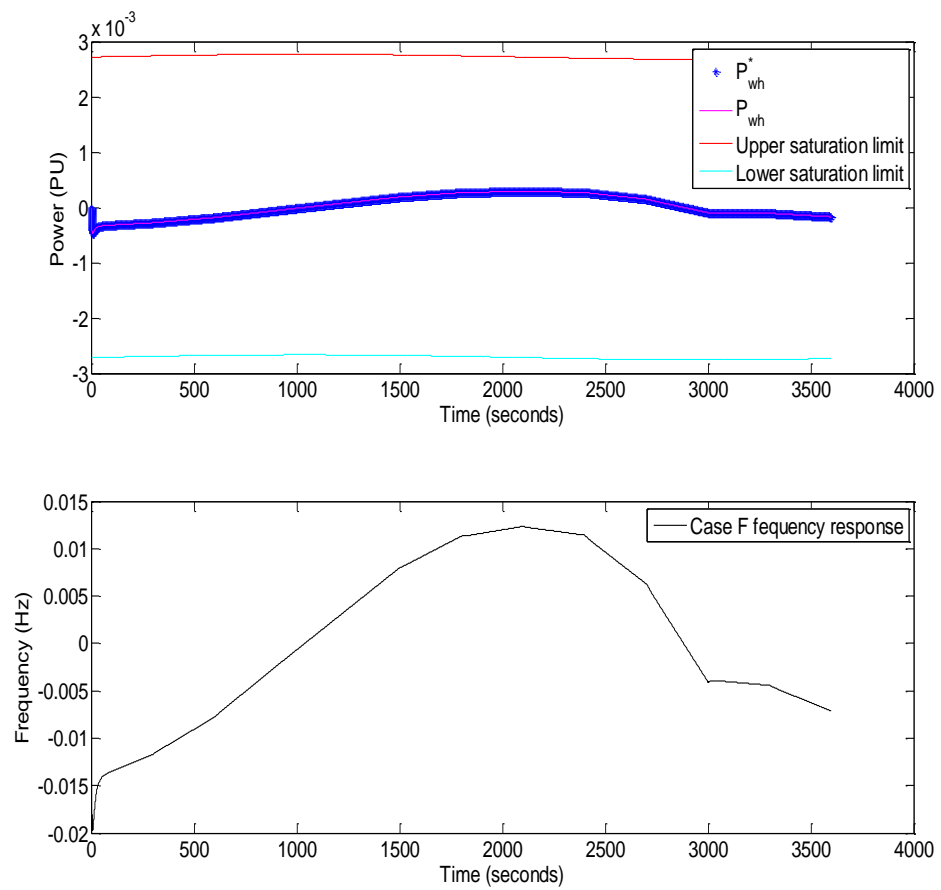 x 10-3
3
2
1
0
-1
-2
-3
Power (PU)
P*wh
Pwh
Upper saturation limit
Lower saturation limit
0 500 1000 1500 2000 2500 3000 3500 4000
Time (seconds)
0.015
0.01
0.005
0
-0.005
-0.01
-0.015
-0.02
Frequency (Hz)
Case F fequency response
0 500 1000 1500 2000 2500 3000 3500 4000
Time (seconds)